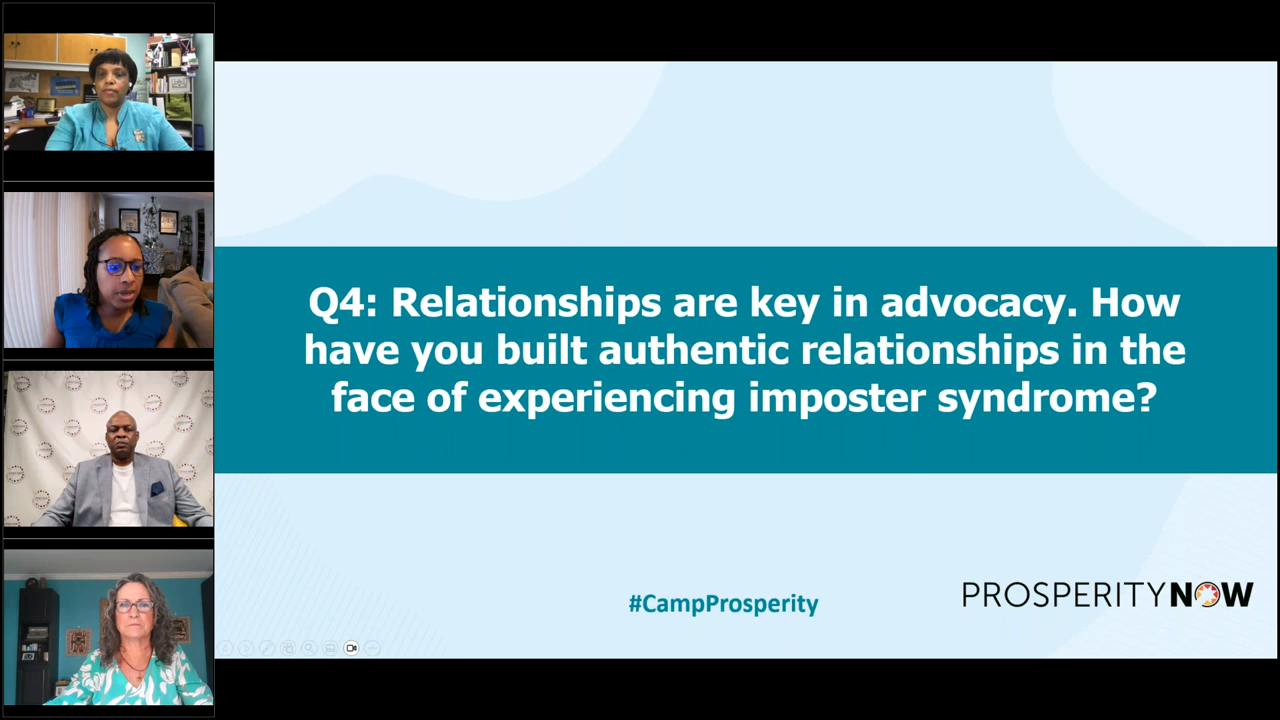 Q4: Relationships are key in advocacy. How
have you built authentic relationships in the
face of experiencing imposter syndrome?
#CampProsperity
PROSPERITY NOW